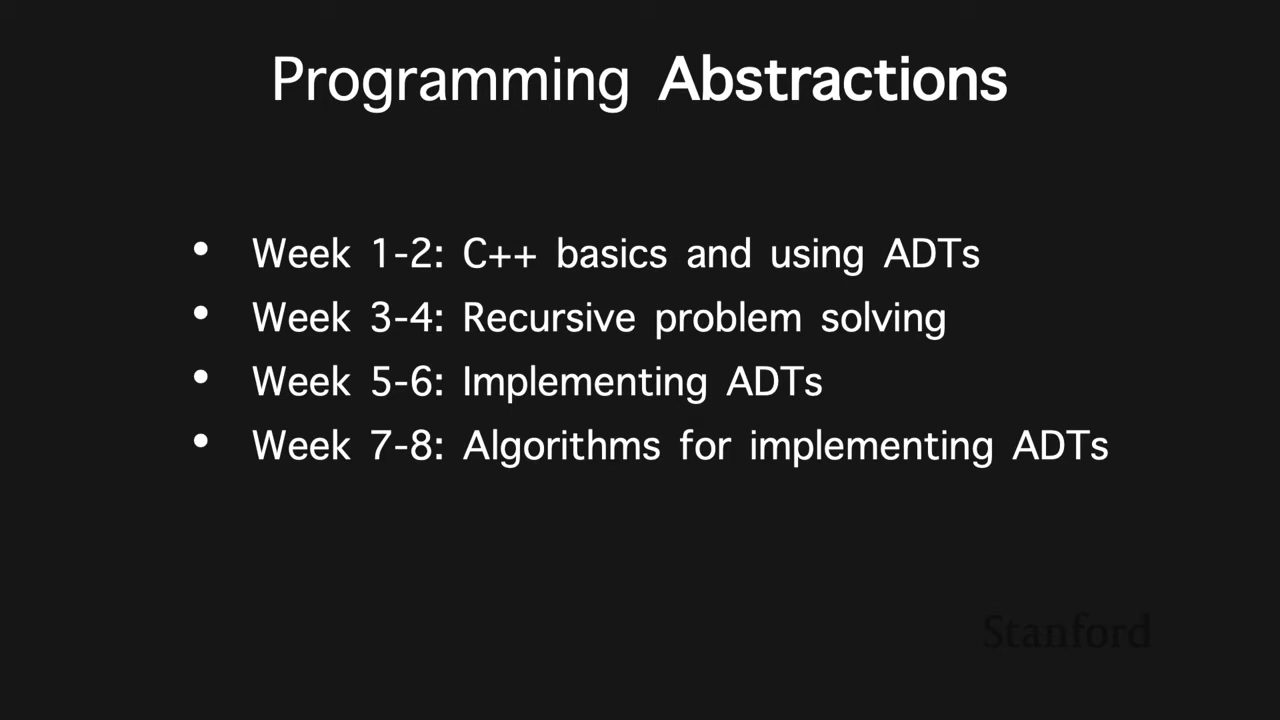 Programming Abstractions
• Week 1-2: C++ basics and using ADTs
• Week 3-4: Recursive problem solving
• Week 5-6: Implementing ADTs
• Week 7-8: Algorithms for implementing ADTs
Stanford